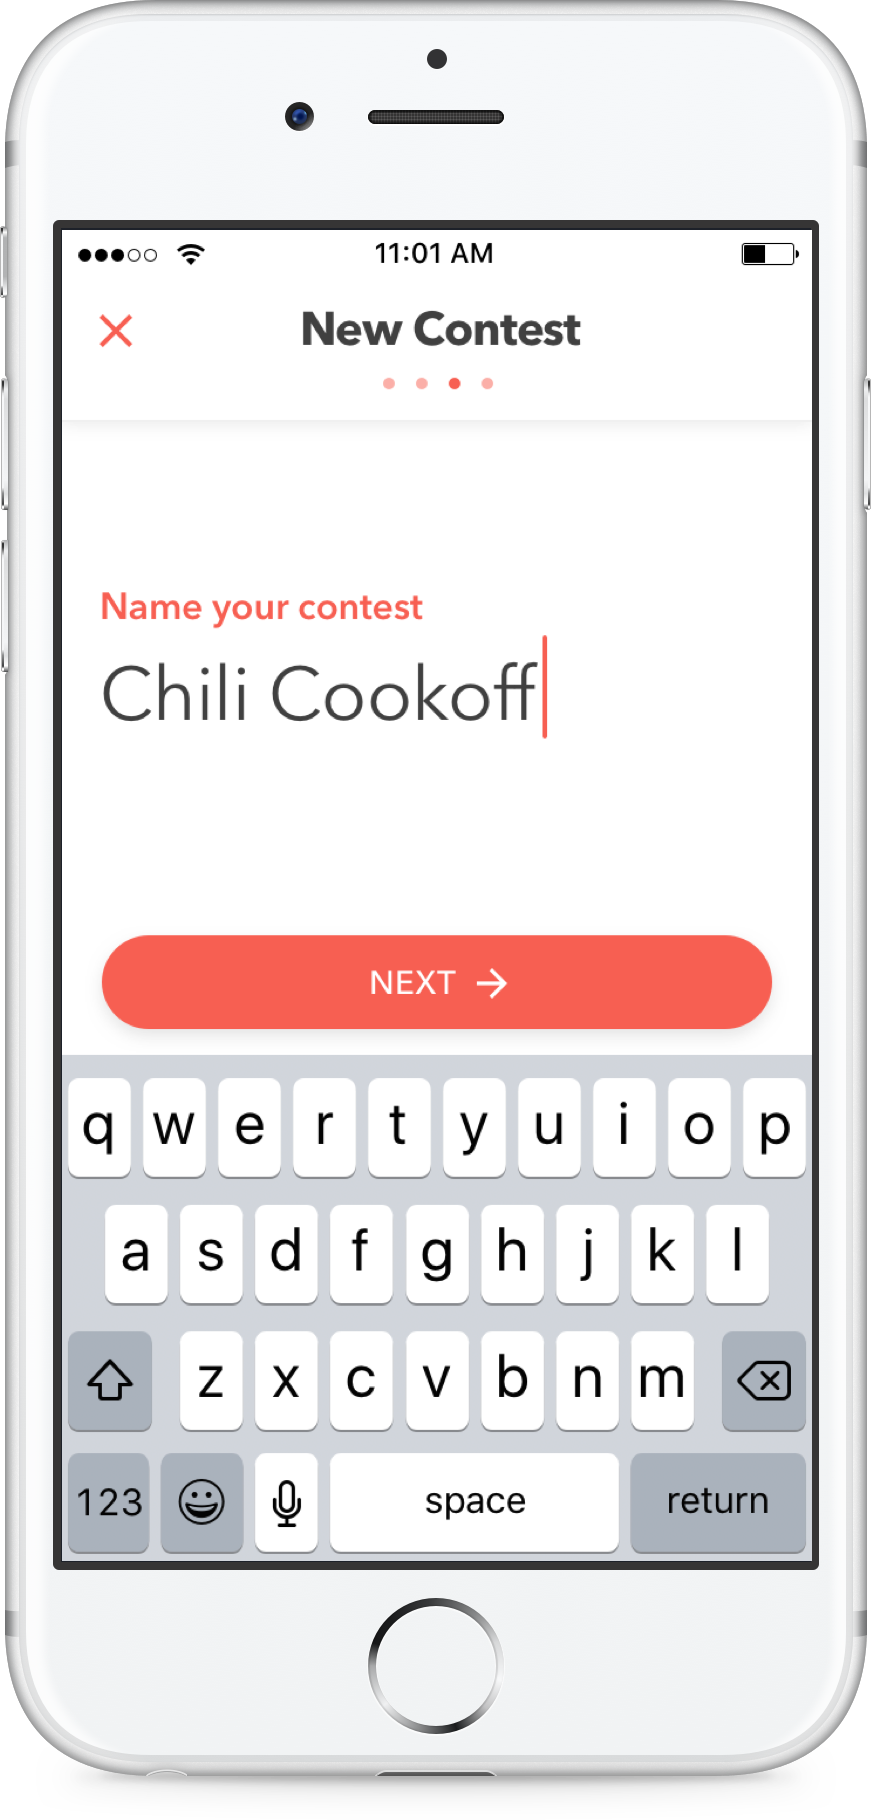 11:01 AM
New Contest
Name your contest
Chili Cookoff
NEXT
q w e r t y u i o p
a s d f g h j k l
z x c v b n m
123 space return